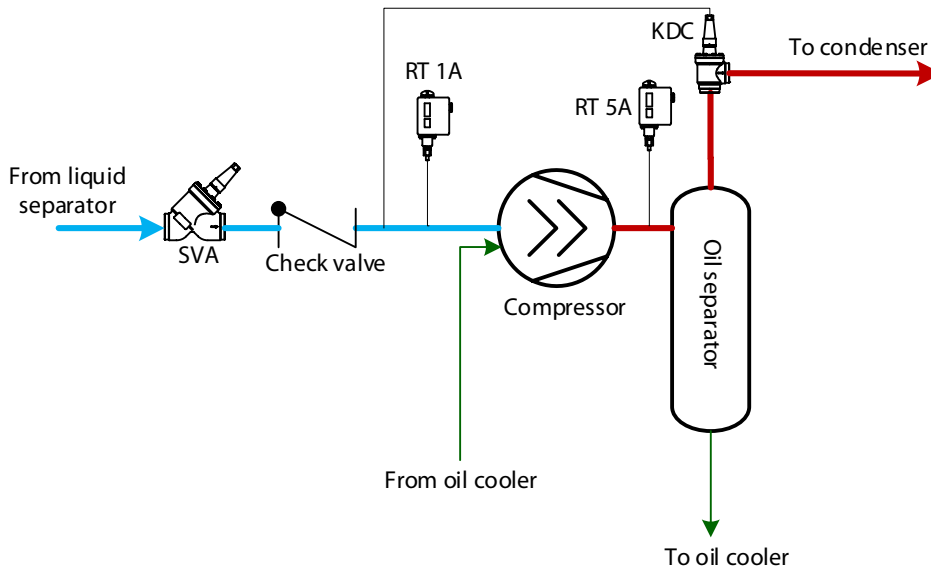 KDC
To condenser
RT 1A
RT 5A
From liquid
separator
SVA
Check valve
Compressor
Oil separator
From oil cooler
To oil cooler